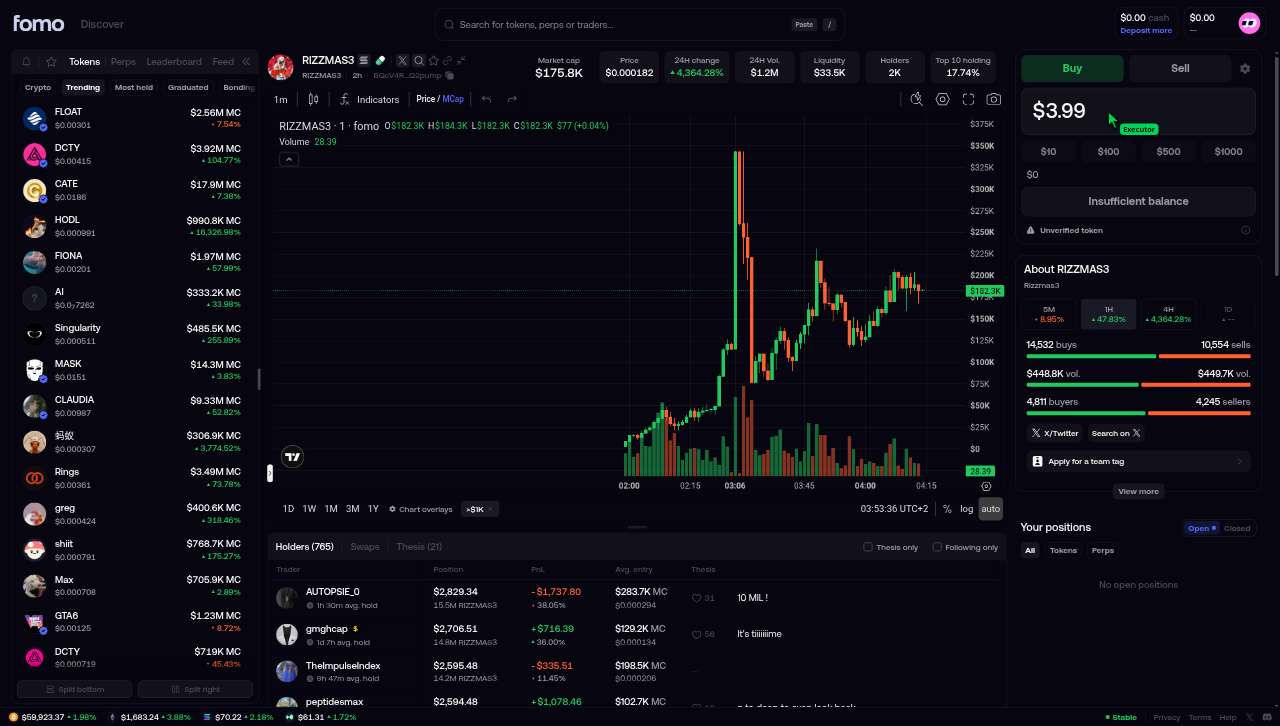 fomo
Discover
Search for tokens, perps or traders...
Paste
/
$0.00 cash
Deposit more
$0.00
—
Tokens Perps Leaderboard Feed
Crypto Trending Most held Graduated Bonding
FLOAT $2.56M MC
$0.00301 7.54%
DCTY $3.92M MC
$0.00415 104.77%
CATE $17.9M MC
$0.0186 7.38%
HODL $990.8K MC
$0.000991 16,326.98%
FIONA $1.97M MC
$0.00201 57.99%
AI $333.2K MC
$0.0₅7262 33.98%
Singularity $485.5K MC
$0.000511 255.89%
MASK $14.3M MC
$0.0151 3.83%
CLAUDIA $9.33M MC
$0.00987 52.82%
蚂蚁 $306.9K MC
$0.000307 3,774.52%
Rings $3.49M MC
$0.00361 73.78%
greg $400.6K MC
$0.000424 318.46%
shiit $768.7K MC
$0.000791 175.27%
Max $705.9K MC
$0.000708 2.89%
GTA6 $1.23M MC
$0.00125 8.72%
DCTY $719K MC
$0.000719 45.43%
Split bottom Split right
RIZZMAS3
RIZZMAS3 2h 6QcV4R...Q2pump
Market cap
$175.8K
Price
$0.000182
24H change
4,364.28%
24H Vol.
$1.2M
Liquidity
$33.5K
Holders
2K
Top 10 holding
17.74%
1m Indicators Price / MCap
RIZZMAS3 · 1 · fomo O$182.3K H$184.3K L$182.3K C$182.3K $77 (+0.04%)
Volume 28.39
$375K
$350K
$325K
$300K
$275K
$250K
$225K
$200K
$182.3K
$175K
$150K
$125K
$100K
$75K
$50K
$25K
$0
28.39
02:00 02:15 03:06 03:45 04:00 04:15
1D 1W 1M 3M 1Y Chart overlays >$1K
03:53:36 UTC+2 % log auto
Holders (765) Swaps Thesis (21)
Thesis only Following only
Trader Position PnL Avg. entry Thesis
AUTOPSIE_0 $2,829.34 -$1,737.80 $283.7K MC
1h 30m avg. hold 15.5M RIZZMAS3 38.05% $0.000294
31 10 MIL !
gmghcap $ $2,706.51 +$716.39 $129.2K MC
1d 7h avg. hold 14.8M RIZZMAS3 36.00% $0.000134
56 It's tiiiiiiime
TheImpulseIndex $2,595.48 -$335.51 $198.5K MC
9h 47m avg. hold 14.2M RIZZMAS3 11.45% $0.000206
peptidesmax $2,594.48 +$1,078.46 $102.7K MC
Buy Sell
$3.99
Executor
$10 $100 $500 $1000
$0
Insufficient balance
Unverified token
About RIZZMAS3
Rizzmas3
5M 1H 4H 1D
8.95% 47.83% 4,364.28% --
14,532 buys 10,554 sells
$448.8K vol. $449.7K vol.
4,811 buyers 4,245 sellers
X/Twitter Search on X
Apply for a team tag
View more
Your positions
Open Closed
All Tokens Perps
No open positions
$59,923.37 1.98% $1,683.24 3.88% $70.22 2.18% $61.31 1.72%
Stable Privacy Terms Help